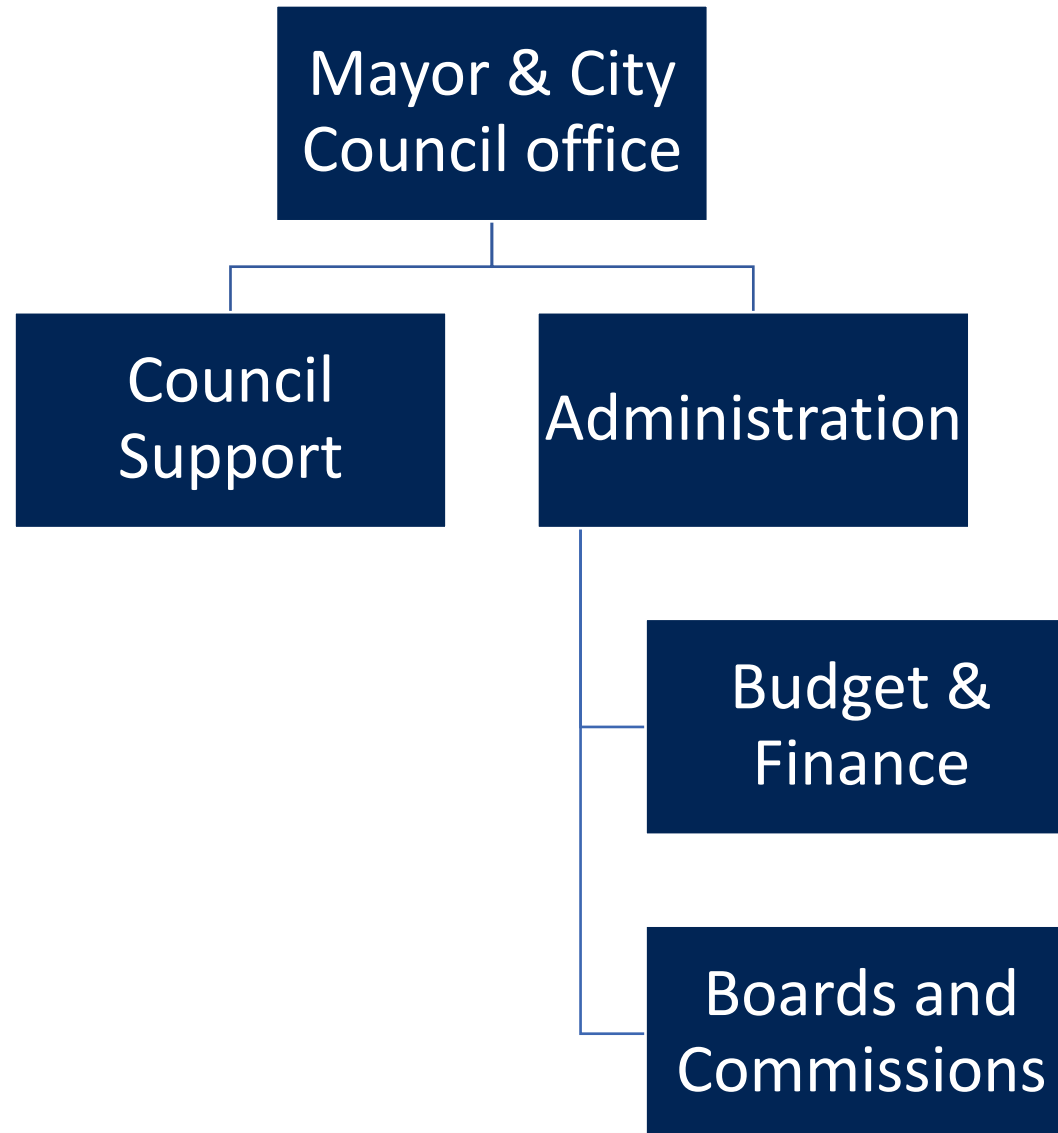 Mayor & City
Council office
Council
Support
Administration
Budget &
Finance
Boards and
Commissions